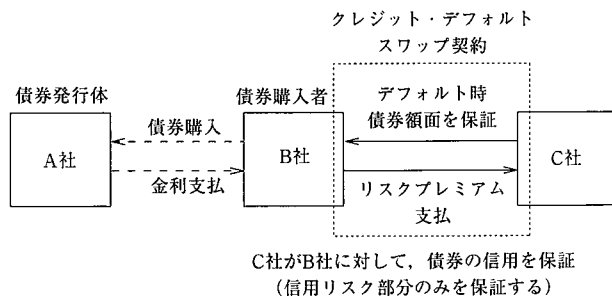 クレジット・デフォルト
スワップ契約
債券発行体
債券購入者
デフォルト時
債券額面を保証
債券購入
A社
B社
C社
金利支払
リスクプレミアム
支払
C社がB社に対して，債券の信用を保証
（信用リスク部分のみを保証する）